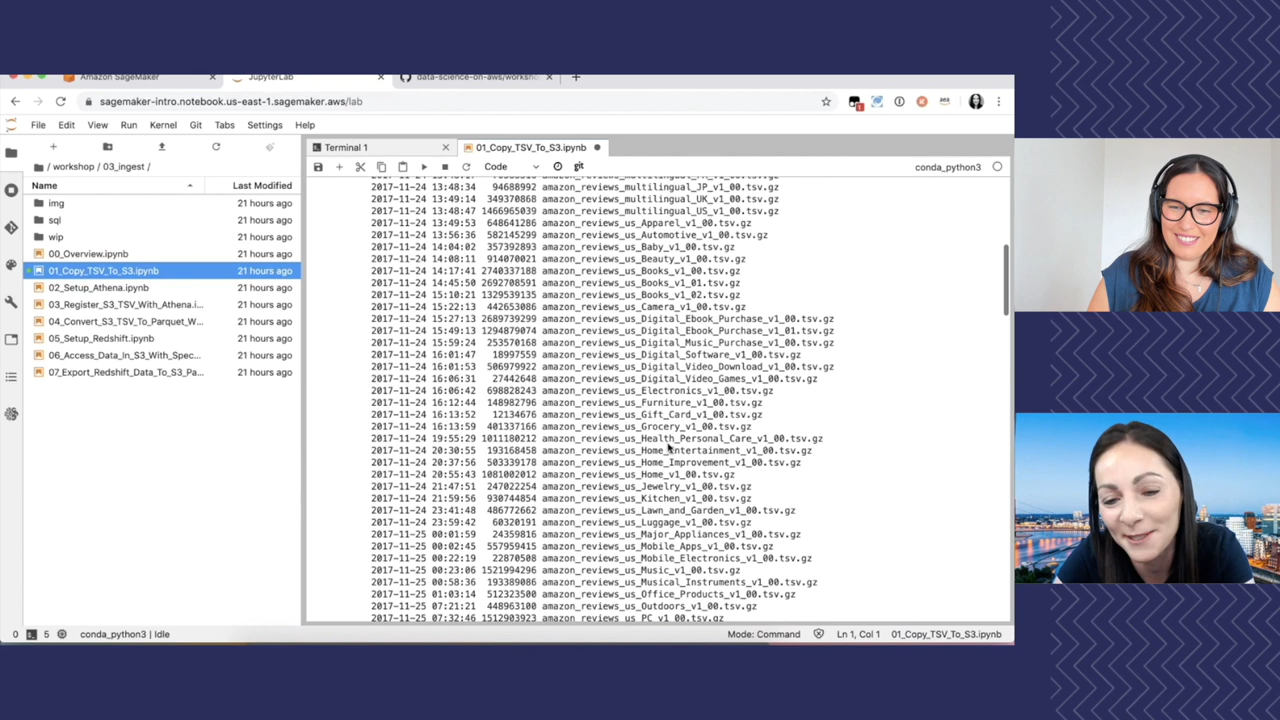 Amazon SageMaker
JupyterLab
data-science-on-aws/worksh
sagemaker-intro.notebook.us-east-1.sagemaker.aws/lab
File Edit View Run Kernel Git Tabs Settings Help
Terminal 1
01_Copy_TSV_To_S3.ipynb
/ workshop / 03_ingest /
Code
git
conda_python3
Name
Last Modified
img 21 hours ago
sql 21 hours ago
wip 21 hours ago
00_Overview.ipynb 21 hours ago
01_Copy_TSV_To_S3.ipynb 21 hours ago
02_Setup_Athena.ipynb 21 hours ago
03_Register_S3_TSV_With_Athena.i... 21 hours ago
04_Convert_S3_TSV_To_Parquet_W... 21 hours ago
05_Setup_Redshift.ipynb 21 hours ago
06_Access_Data_In_S3_With_Spec... 21 hours ago
07_Export_Redshift_Data_To_S3_Pa... 21 hours ago
2017-11-24 13:48:34 94688992 amazon_reviews_multilingual_JP_v1_00.tsv.gz
2017-11-24 13:49:14 349370868 amazon_reviews_multilingual_UK_v1_00.tsv.gz
2017-11-24 13:48:47 1466965039 amazon_reviews_multilingual_US_v1_00.tsv.gz
2017-11-24 13:49:53 648641286 amazon_reviews_us_Apparel_v1_00.tsv.gz
2017-11-24 13:56:36 582145299 amazon_reviews_us_Automotive_v1_00.tsv.gz
2017-11-24 14:04:02 357392893 amazon_reviews_us_Baby_v1_00.tsv.gz
2017-11-24 14:08:11 914070021 amazon_reviews_us_Beauty_v1_00.tsv.gz
2017-11-24 14:17:41 2740337188 amazon_reviews_us_Books_v1_00.tsv.gz
2017-11-24 14:45:50 2692708591 amazon_reviews_us_Books_v1_01.tsv.gz
2017-11-24 15:10:21 1329539135 amazon_reviews_us_Books_v1_02.tsv.gz
2017-11-24 15:22:13 442653086 amazon_reviews_us_Camera_v1_00.tsv.gz
2017-11-24 15:27:13 2689739299 amazon_reviews_us_Digital_Ebook_Purchase_v1_00.tsv.gz
2017-11-24 15:49:13 1294879074 amazon_reviews_us_Digital_Ebook_Purchase_v1_01.tsv.gz
2017-11-24 15:59:24 253570168 amazon_reviews_us_Digital_Music_Purchase_v1_00.tsv.gz
2017-11-24 16:01:47 18997559 amazon_reviews_us_Digital_Software_v1_00.tsv.gz
2017-11-24 16:01:53 506979922 amazon_reviews_us_Digital_Video_Download_v1_00.tsv.gz
2017-11-24 16:06:31 27442648 amazon_reviews_us_Digital_Video_Games_v1_00.tsv.gz
2017-11-24 16:06:42 698828243 amazon_reviews_us_Electronics_v1_00.tsv.gz
2017-11-24 16:12:44 148982796 amazon_reviews_us_Furniture_v1_00.tsv.gz
2017-11-24 16:13:52 12134676 amazon_reviews_us_Gift_Card_v1_00.tsv.gz
2017-11-24 16:13:59 401337166 amazon_reviews_us_Grocery_v1_00.tsv.gz
2017-11-24 19:55:29 1011180212 amazon_reviews_us_Health_Personal_Care_v1_00.tsv.gz
2017-11-24 20:30:55 193168458 amazon_reviews_us_Home_Entertainment_v1_00.tsv.gz
2017-11-24 20:37:56 503339178 amazon_reviews_us_Home_Improvement_v1_00.tsv.gz
2017-11-24 20:55:43 1081002012 amazon_reviews_us_Home_v1_00.tsv.gz
2017-11-24 21:47:51 247022254 amazon_reviews_us_Jewelry_v1_00.tsv.gz
2017-11-24 21:59:56 930744854 amazon_reviews_us_Kitchen_v1_00.tsv.gz
2017-11-24 23:41:48 486772662 amazon_reviews_us_Lawn_and_Garden_v1_00.tsv.gz
2017-11-24 23:59:42 60320191 amazon_reviews_us_Luggage_v1_00.tsv.gz
2017-11-25 00:01:59 24359816 amazon_reviews_us_Major_Appliances_v1_00.tsv.gz
2017-11-25 00:02:45 557959415 amazon_reviews_us_Mobile_Apps_v1_00.tsv.gz
2017-11-25 00:22:19 22870508 amazon_reviews_us_Mobile_Electronics_v1_00.tsv.gz
2017-11-25 00:23:06 1521994296 amazon_reviews_us_Music_v1_00.tsv.gz
2017-11-25 00:58:36 193389086 amazon_reviews_us_Musical_Instruments_v1_00.tsv.gz
2017-11-25 01:03:14 512323500 amazon_reviews_us_Office_Products_v1_00.tsv.gz
2017-11-25 07:21:21 448963100 amazon_reviews_us_Outdoors_v1_00.tsv.gz
2017-11-25 07:32:46 1512903923 amazon_reviews_us_PC_v1_00.tsv.gz
0 5 conda_python3 | Idle
Mode: Command
Ln 1, Col 1
01_Copy_TSV_To_S3.ipynb